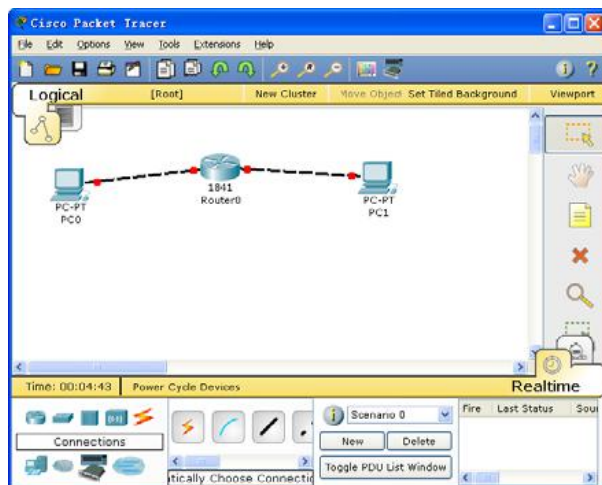 Cisco Packet Tracer
File Edit Options View Tools Extensions Help
Logical [Root] New Cluster Move Object Set Tiled Background Viewport
1841
Router0
PC-PT
PC0
PC-PT
PC1
Time: 00:04:43 Power Cycle Devices Realtime
Connections
Scenario 0
New Delete
Toggle PDU List Window
Fire Last Status Sour
atically Choose Connectio